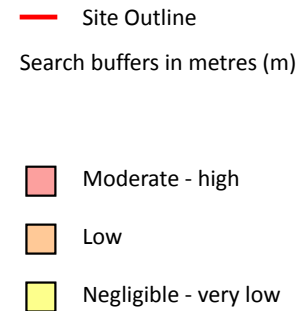 Site Outline
Search buffers in metres (m)
Moderate - high
Low
Negligible - very low